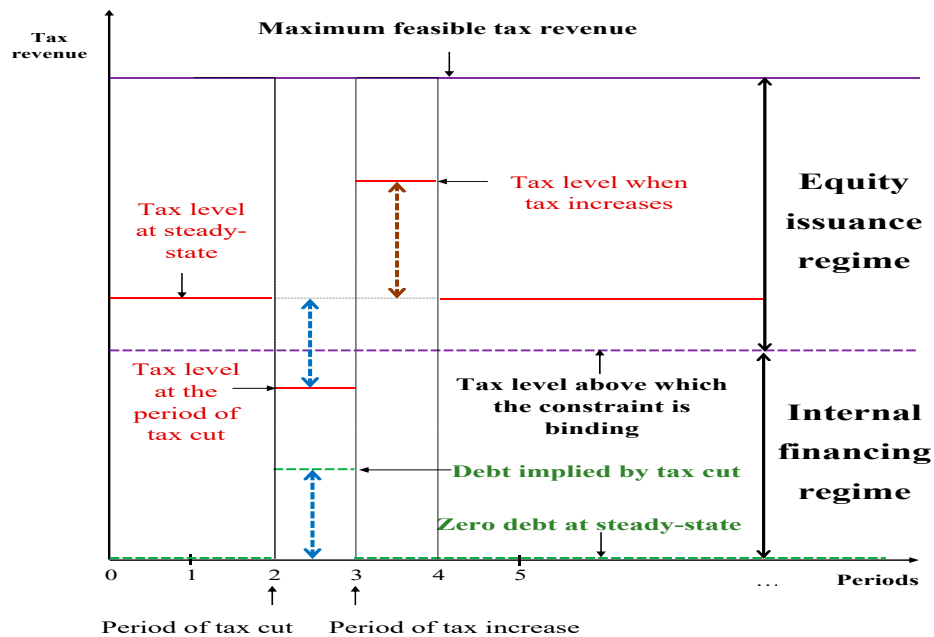 Tax
revenue
Maximum feasible tax revenue
Tax level
at steady-
state
Tax level when
tax increases
Equity
issuance
regime
Tax level
at the
period of
tax cut
Tax level above which
the constraint is
binding
Internal
financing
regime
Debt implied by tax cut
Zero debt at steady-state
0
1
2
3
4
5
...
Periods
Period of tax cut
Period of tax increase